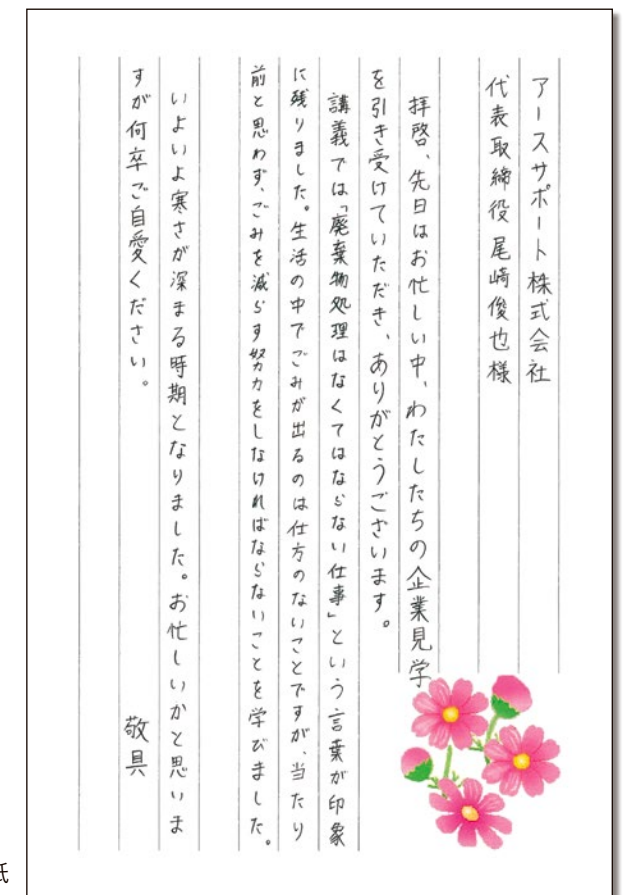 アースサポート株式会社
代表取締役 尾崎俊也様
拝啓、先日はお忙しい中、わたしたちの企業見学
を引き受けていただき、ありがとうございます。
講義では「廃棄物処理はなくてはならない仕事」という言葉が印象
に残りました。生活の中でごみが出るのは仕方のないことですが、当たり
前と思わず、ごみを減らす努力をしなければならないことを学びました。
いよいよ寒さが深まる時期となりました。お忙しいかと思いま
すが何卒ご自愛ください。 敬具
紙